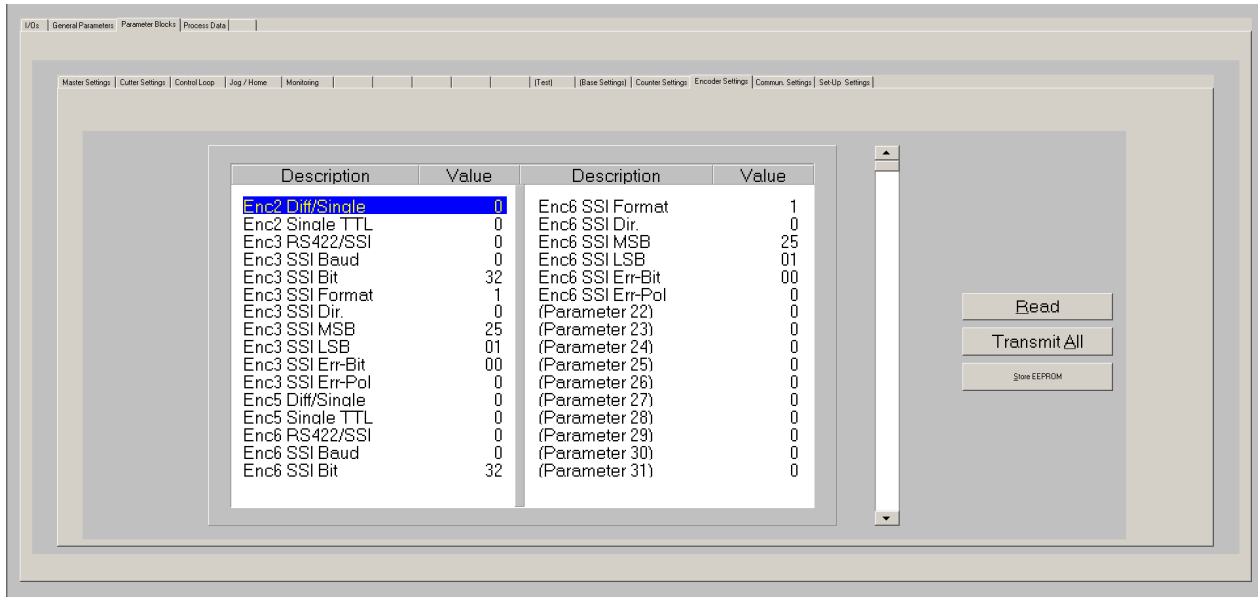 I/Os General Parameters Parameter Blocks Process Data
Master Settings Cutter Settings Control Loop Jog / Home Monitoring (Test) (Base Settings) Counter Settings Encoder Settings Commun. Settings Set-Up Settings
Description Value Description Value
Enc2 Diff/Single 0 Enc6 SSI Format 1
Enc2 Single TTL 0 Enc6 SSI Dir. 0
Enc3 RS422/SSI 0 Enc6 SSI MSB 25
Enc3 SSI Baud 0 Enc6 SSI LSB 01
Enc3 SSI Bit 32 Enc6 SSI Err-Bit 00
Enc3 SSI Format 1 Enc6 SSI Err-Pol 0
Enc3 SSI Dir. 0 (Parameter 22) 0
Enc3 SSI MSB 25 (Parameter 23) 0
Enc3 SSI LSB 01 (Parameter 24) 0
Enc3 SSI Err-Bit 00 (Parameter 25) 0
Enc3 SSI Err-Pol 0 (Parameter 26) 0
Enc5 Diff/Single 0 (Parameter 27) 0
Enc5 Single TTL 0 (Parameter 28) 0
Enc6 RS422/SSI 0 (Parameter 29) 0
Enc6 SSI Baud 0 (Parameter 30) 0
Enc6 SSI Bit 32 (Parameter 31) 0
Read
Transmit All
Store EEPROM